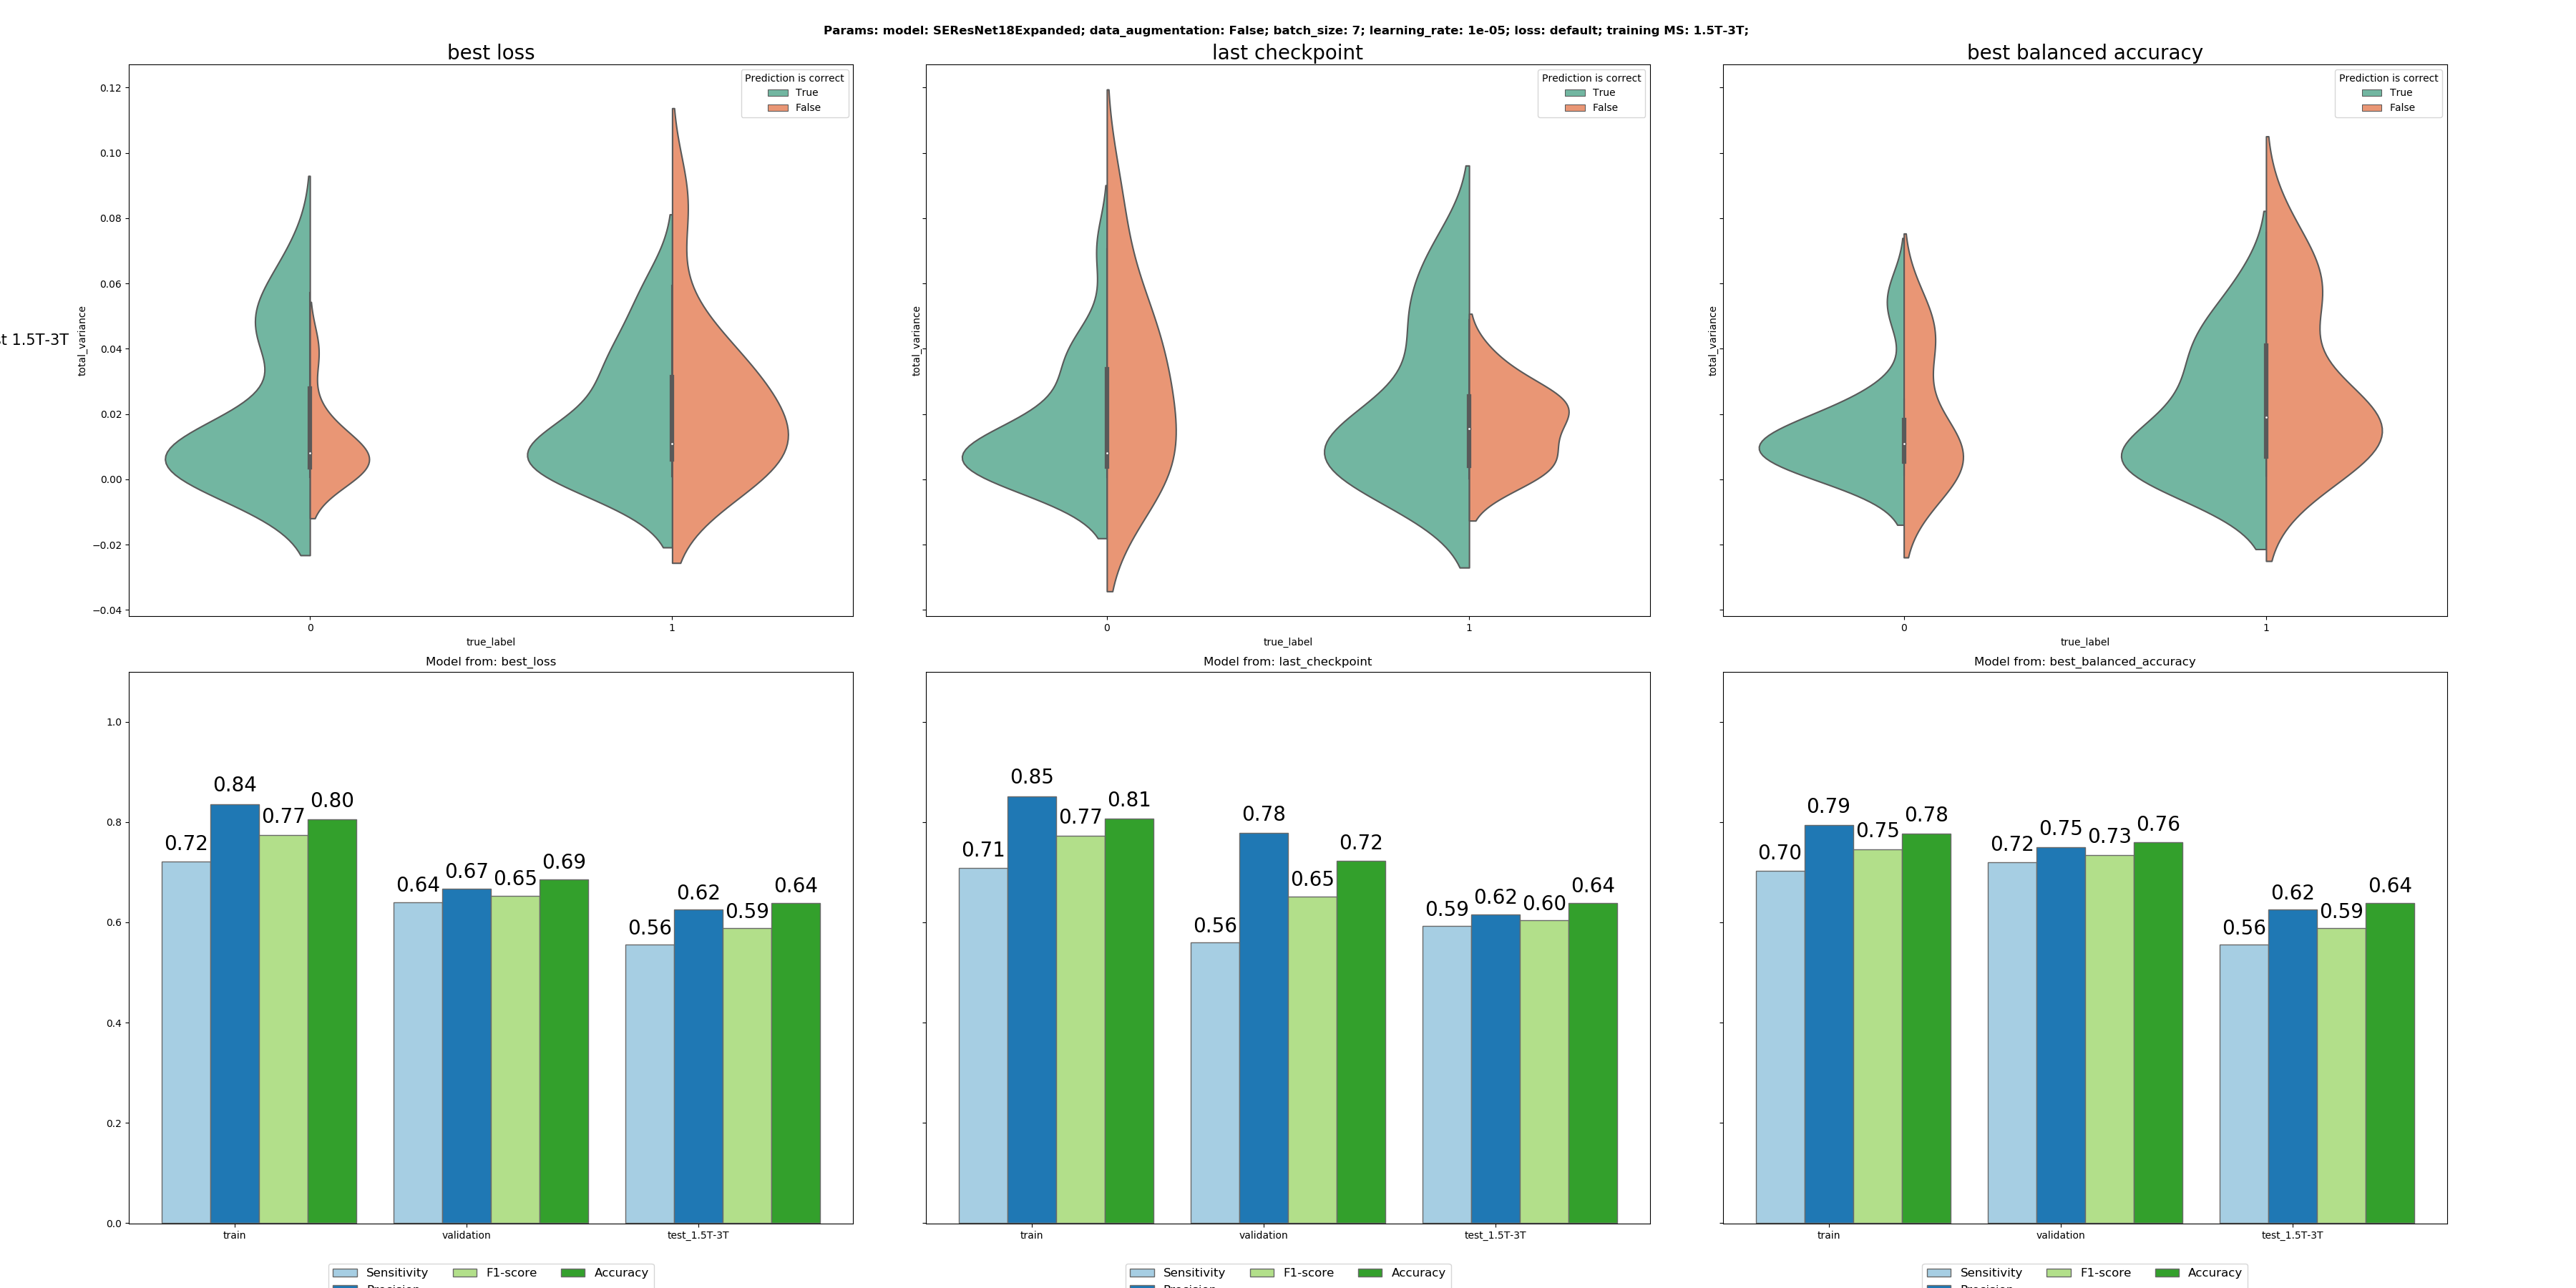 Params: model: SEResNet18Expanded; data_augmentation: False; batch_size: 7; learning_rate: 1e-05; loss: default; training MS: 1.5T-3T;
best loss
last checkpoint
best balanced accuracy
Prediction is correct
True
False
Prediction is correct
True
False
Prediction is correct
True
False
0.12
0.10
0.08
0.06
0.04
0.02
0.00
−0.02
−0.04
t 1.5T-3T
total_variance
total_variance
total_variance
0 1
0 1
0 1
true_label
true_label
true_label
Model from: best_loss
Model from: last_checkpoint
Model from: best_balanced_accuracy
1.0
0.8
0.6
0.4
0.2
0.0
0.72 0.84 0.77 0.80
0.64 0.67 0.65 0.69
0.56 0.62 0.59 0.64
0.71 0.85 0.77 0.81
0.56 0.78 0.65 0.72
0.59 0.62 0.60 0.64
0.70 0.79 0.75 0.78
0.72 0.75 0.73 0.76
0.56 0.62 0.59 0.64
train validation test_1.5T-3T
train validation test_1.5T-3T
train validation test_1.5T-3T
Sensitivity F1-score Accuracy
Sensitivity F1-score Accuracy
Sensitivity F1-score Accuracy